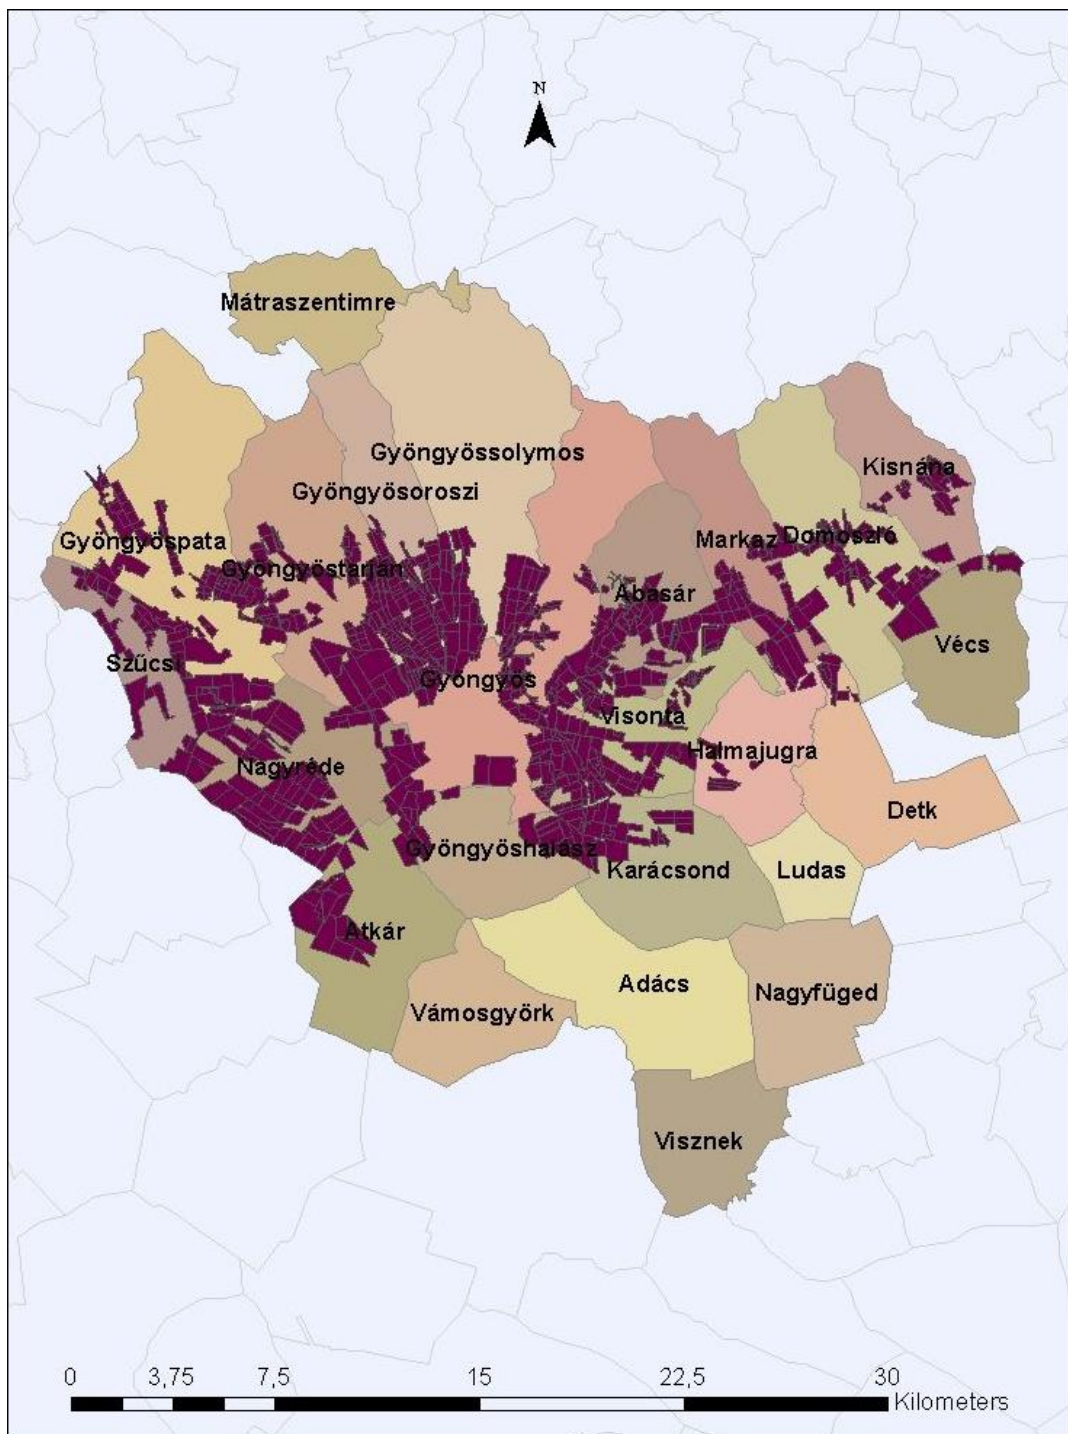 N
Mátraszentimre
Gyöngyössolymos
Kisnána
Gyöngyösoroszi
Gyöngyöspata
Markaz
Domoszló
Gyöngyöstarján
Abasár
Vécs
Szűcsi
Gyöngyös
Visonta
Halmajugra
Nagyréde
Detk
Gyöngyöshalász
Karácsond
Ludas
Atkár
Adács
Nagyfüged
Vámosgyörk
Visznek
0 3,75 7,5 15 22,5 30
Kilometers